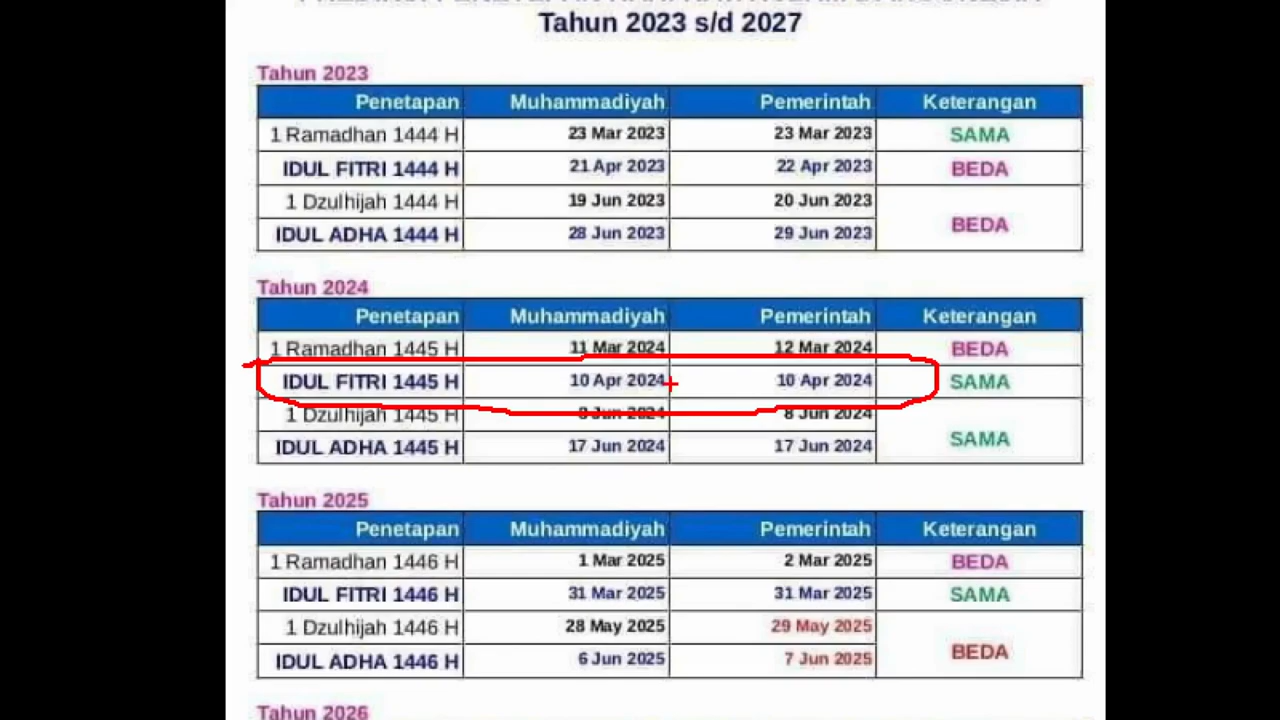 Tahun 2023 s/d 2027
Tahun 2023
Penetapan Muhammadiyah Pemerintah Keterangan
1 Ramadhan 1444 H 23 Mar 2023 23 Mar 2023 SAMA
IDUL FITRI 1444 H 21 Apr 2023 22 Apr 2023 BEDA
1 Dzulhijah 1444 H 19 Jun 2023 20 Jun 2023
IDUL ADHA 1444 H 28 Jun 2023 29 Jun 2023 BEDA
Tahun 2024
Penetapan Muhammadiyah Pemerintah Keterangan
1 Ramadhan 1445 H 11 Mar 2024 12 Mar 2024 BEDA
IDUL FITRI 1445 H 10 Apr 2024 10 Apr 2024 SAMA
1 Dzulhijah 1445 H 8 Jun 2024 8 Jun 2024
IDUL ADHA 1445 H 17 Jun 2024 17 Jun 2024 SAMA
Tahun 2025
Penetapan Muhammadiyah Pemerintah Keterangan
1 Ramadhan 1446 H 1 Mar 2025 2 Mar 2025 BEDA
IDUL FITRI 1446 H 31 Mar 2025 31 Mar 2025 SAMA
1 Dzulhijah 1446 H 28 May 2025 29 May 2025
IDUL ADHA 1446 H 6 Jun 2025 7 Jun 2025 BEDA
Tahun 2026